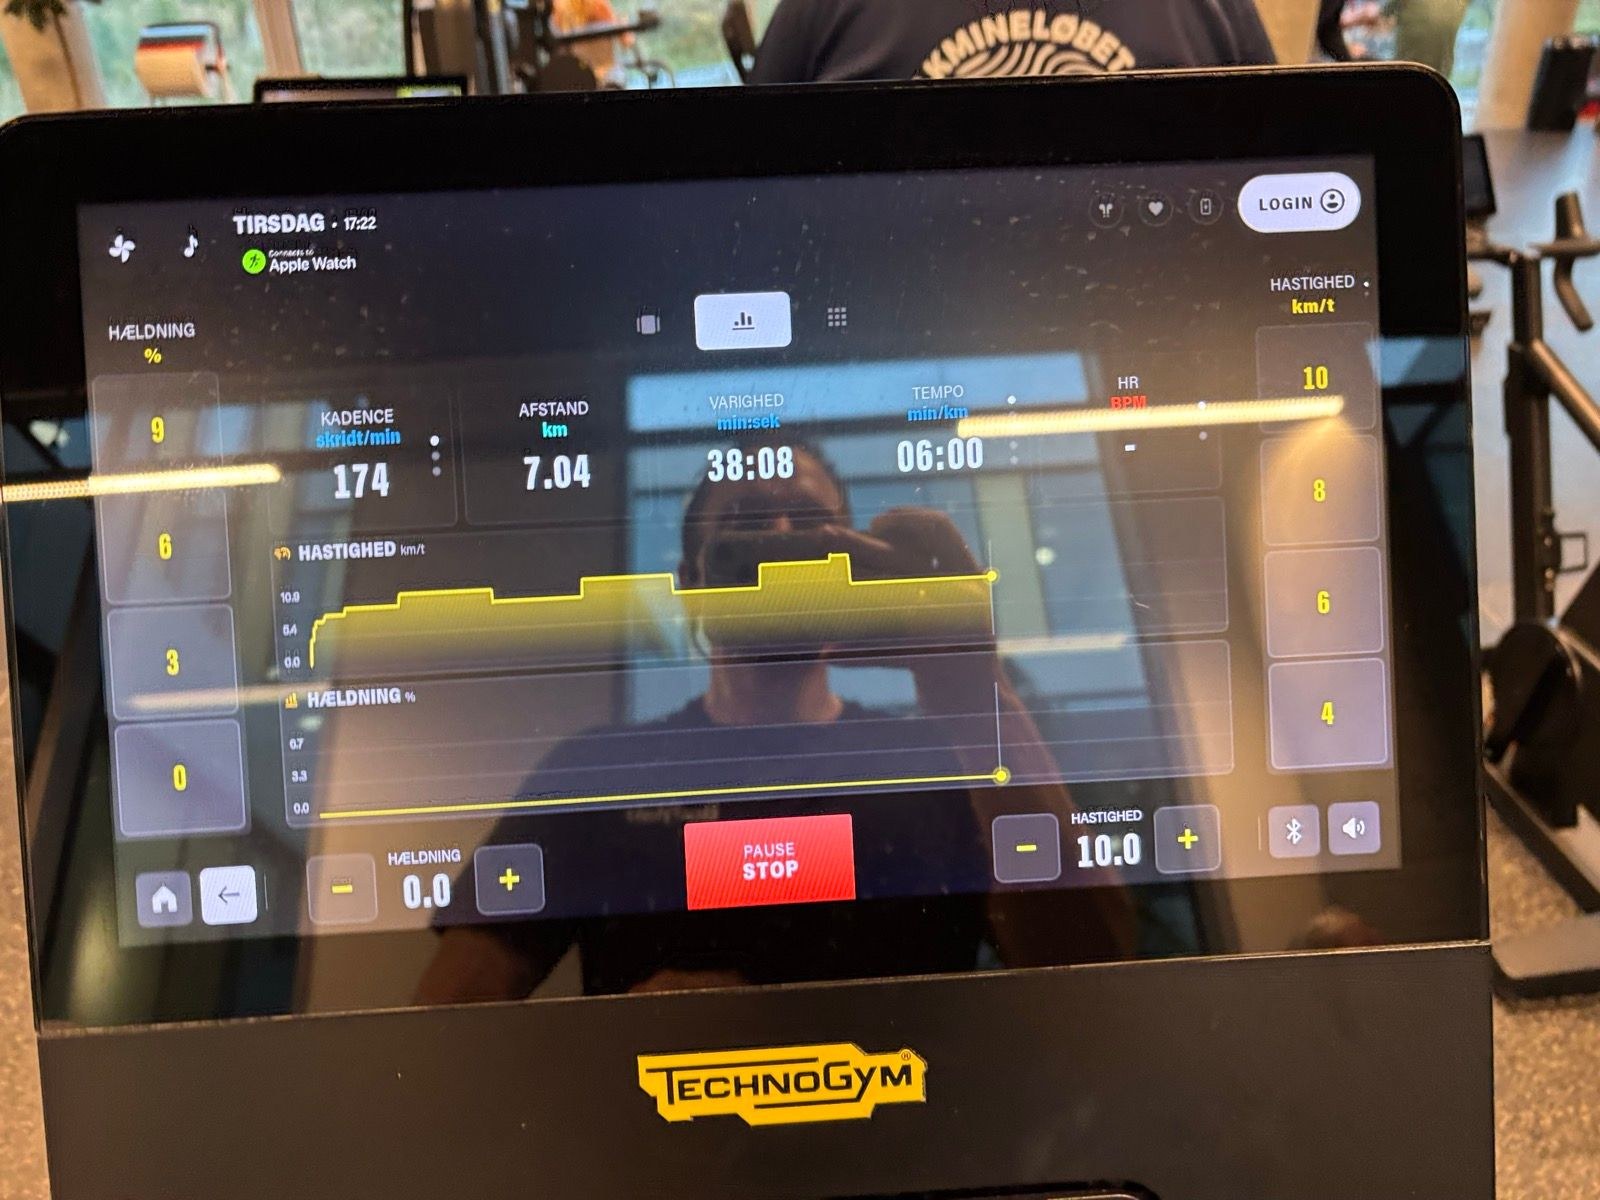 KMINELØBET
TIRSDAG • 17:22
Connects to
Apple Watch
LOGIN
HÆLDNING
%
9
6
3
0
HASTIGHED
km/t
10
8
6
4
KADENCE
skridt/min
174
AFSTAND
km
7.04
VARIGHED
min:sek
38:08
TEMPO
min/km
06:00
HR
BPM
-
HASTIGHED km/t
10.9
5.4
0.0
HÆLDNING %
6.7
3.3
0.0
HÆLDNING
- 0.0 +
PAUSE
STOP
HASTIGHED
- 10.0 +
TECHNOGYM®